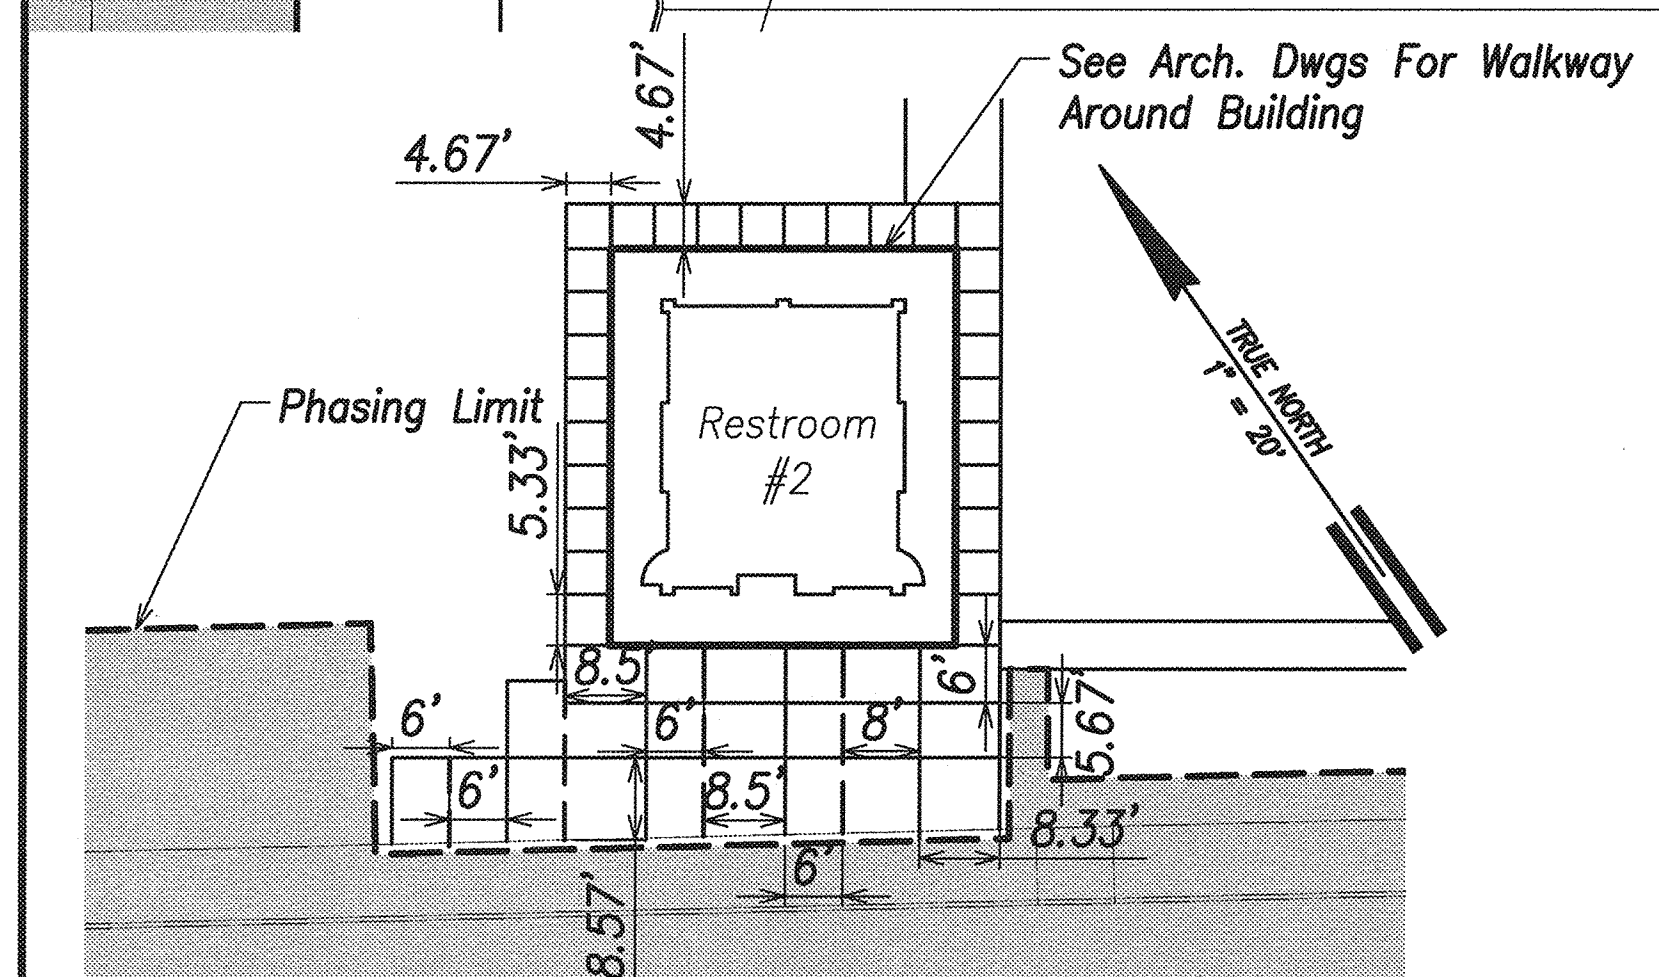 4.67'
See Arch. Dwgs For Walkway
Around Building
4.67'
TRUE NORTH
1" = 20'
Phasing Limit
Restroom
#2
5.33'
8.5'
6'
5.67'
6'
6'
8'
6'
8.5'
8.33'
6'
8.57'